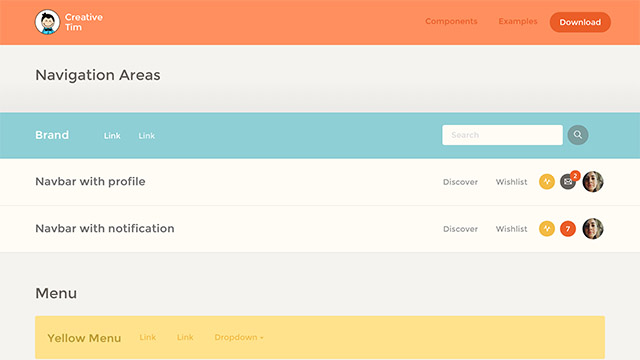 Creative
Tim
Components Examples Download
Navigation Areas
Brand Link Link Search
Navbar with profile Discover Wishlist 2
Navbar with notification Discover Wishlist 7
Menu
Yellow Menu Link Link Dropdown